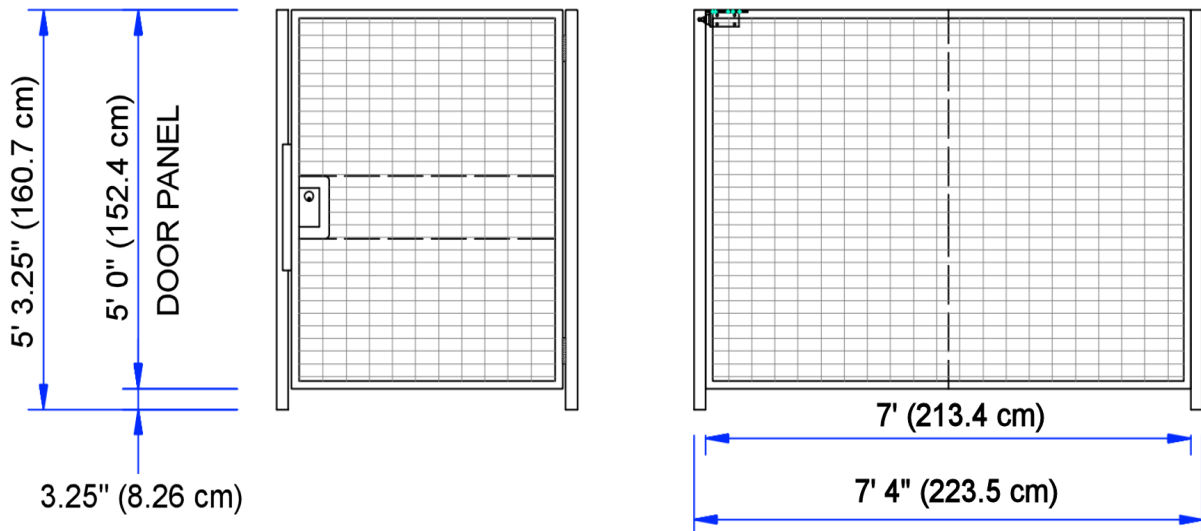 5' 3.25" (160.7 cm)
5' 0" (152.4 cm)
DOOR PANEL
3.25" (8.26 cm)
7' (213.4 cm)
7' 4" (223.5 cm)